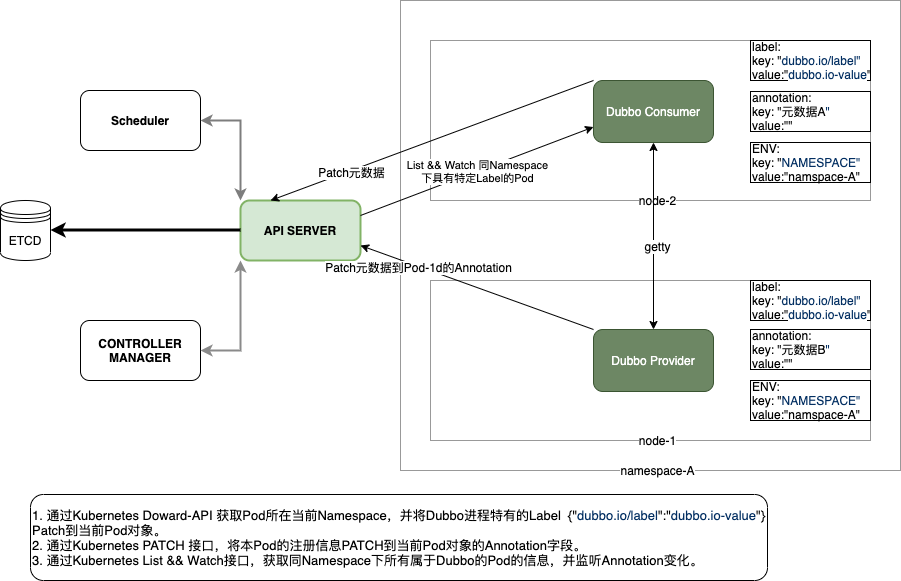 label:
key: "dubbo.io/label"
value:"dubbo.io-value"
annotation:
key: "元数据A"
value:""
ENV:
key: "NAMESPACE"
value:"namspace-A"
Dubbo Consumer
Scheduler
Patch元数据
List && Watch 同Namespace
下具有特定Label的Pod
node-2
API SERVER
ETCD
getty
Patch元数据到Pod-1d的Annotation
label:
key: "dubbo.io/label"
value:"dubbo.io-value"
annotation:
key: "元数据B"
value:""
ENV:
key: "NAMESPACE"
value:"namspace-A"
CONTROLLER
MANAGER
Dubbo Provider
node-1
namespace-A
1. 通过Kubernetes Doward-API 获取Pod所在当前Namespace，并将Dubbo进程特有的Label {"dubbo.io/label":"dubbo.io-value"}
Patch到当前Pod对象。
2. 通过Kubernetes PATCH 接口，将本Pod的注册信息PATCH到当前Pod对象的Annotation字段。
3. 通过Kubernetes List && Watch接口，获取同Namespace下所有属于Dubbo的Pod的信息，并监听Annotation变化。